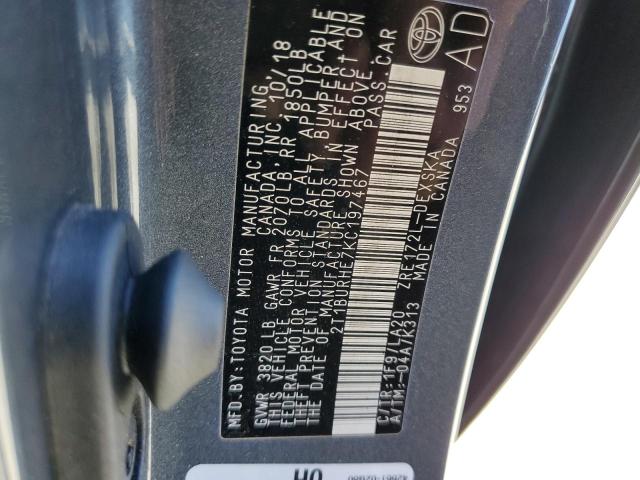 MFD.BY:TOYOTA MOTOR MANUFACTURING,
CANADA, INC. 10/18
GVWR 3820LB GAWR FR 2070LB RR 1850LB
THIS VEHICLE CONFORMS TO ALL APPLICABLE
FEDERAL MOTOR VEHICLE SAFETY, BUMPER, AND
THEFT PREVENTION STANDARDS IN EFFECT ON
THE DATE OF MANUFACTURE SHOWN ABOVE.
2T1BURHE7KC197467 PASS.CAR
C/TR:1F9/LA20 ZRE172L-DEXSKA 953
A/TM:-04A/K313 MADE IN CANADA
AD